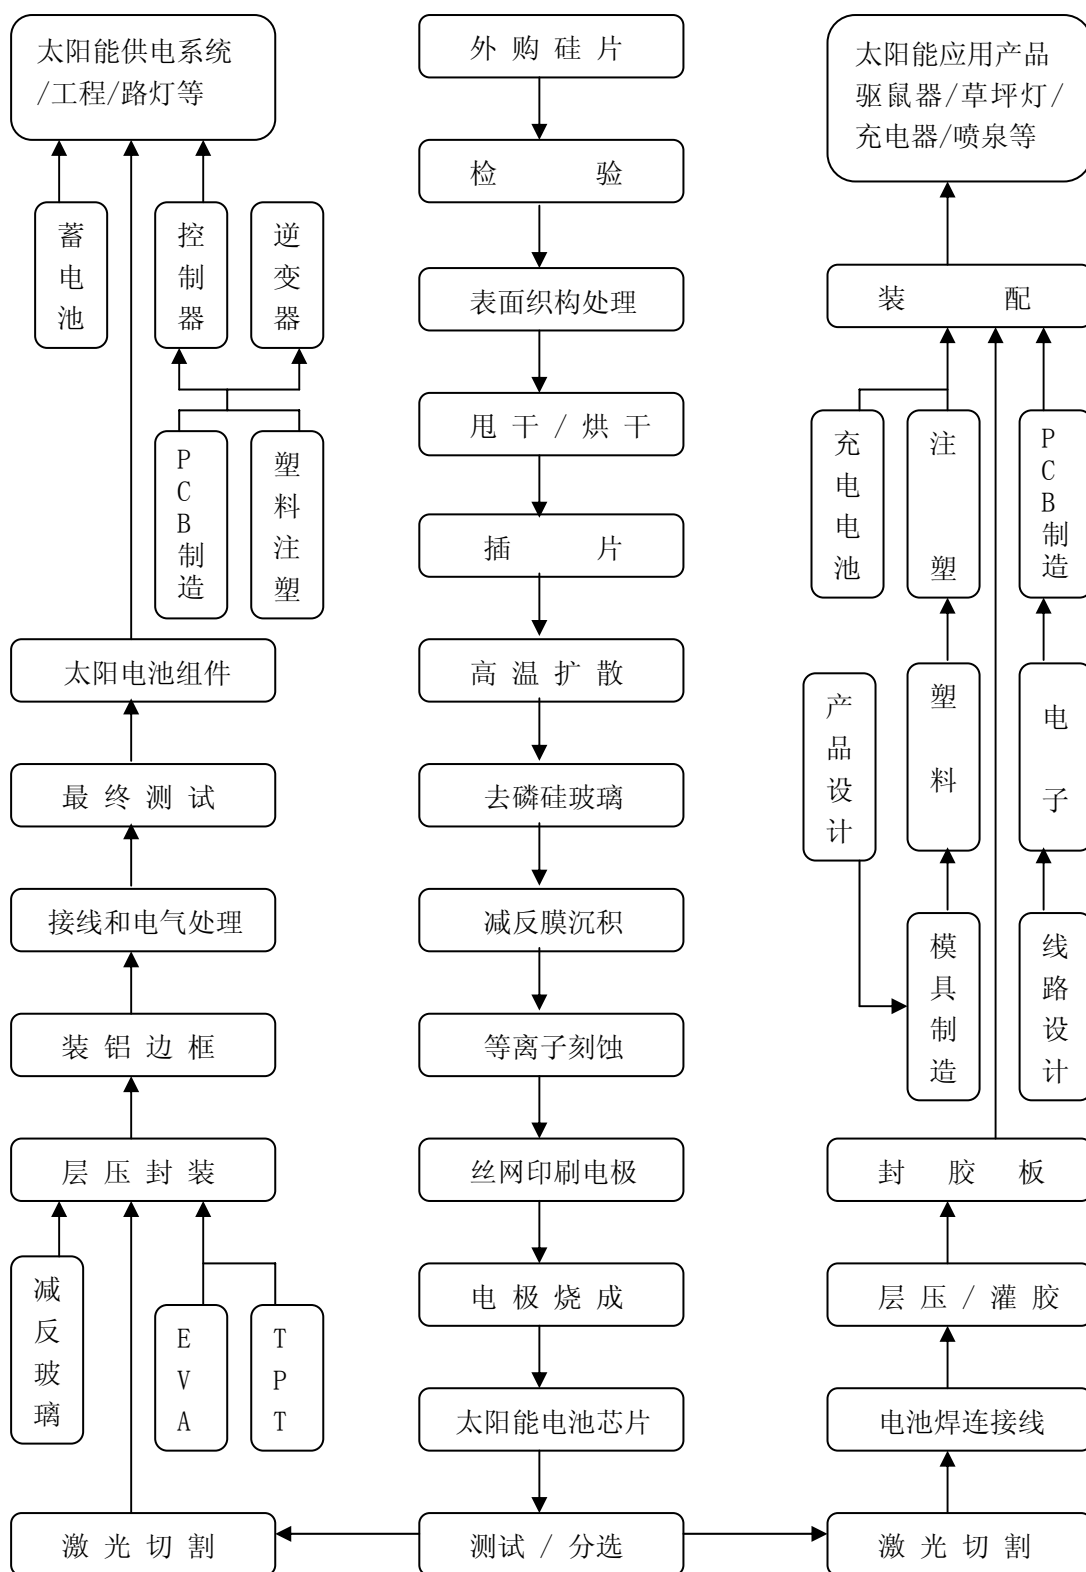 太阳能供电系统
/工程/路灯等
蓄电池
控制器
逆变器
PCB制造
塑料注塑
太阳电池组件
最终测试
接线和电气处理
装铝边框
层压封装
减反玻璃
EVA
TPT
激光切割
外购硅片
检验
表面织构处理
甩干/烘干
插片
高温扩散
去磷硅玻璃
减反膜沉积
等离子刻蚀
丝网印刷电极
电极烧成
太阳能电池芯片
测试/分选
太阳能应用产品
驱鼠器/草坪灯/
充电器/喷泉等
装配
充电电池
注塑
PCB制造
产品设计
塑料
电子
模具制造
线路设计
封胶板
层压/灌胶
电池焊连接线
激光切割